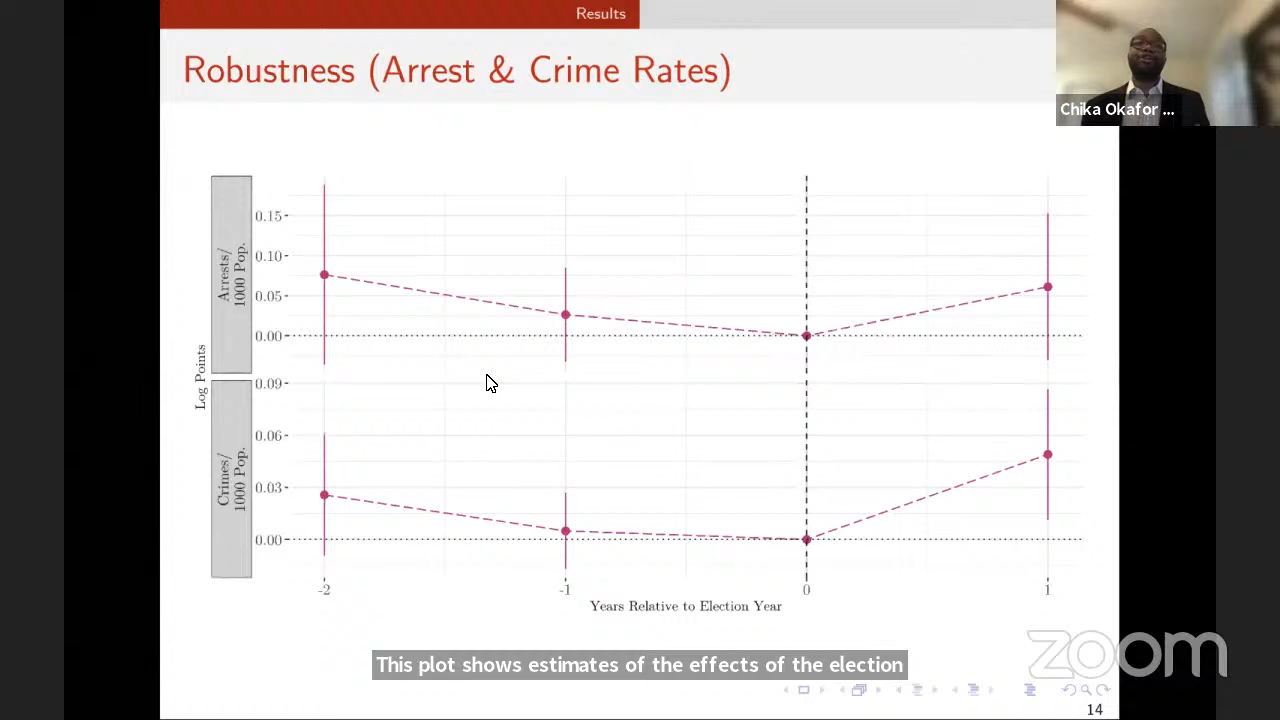 Results
Robustness (Arrest & Crime Rates)
Chika Okafor ...
Log Points
Arrests/
1000 Pop.
0.15
0.10
0.05
0.00
Crimes/
1000 Pop.
0.09
0.06
0.03
0.00
-2
-1
0
1
Years Relative to Election Year
This plot shows estimates of the effects of the election
zoom
14